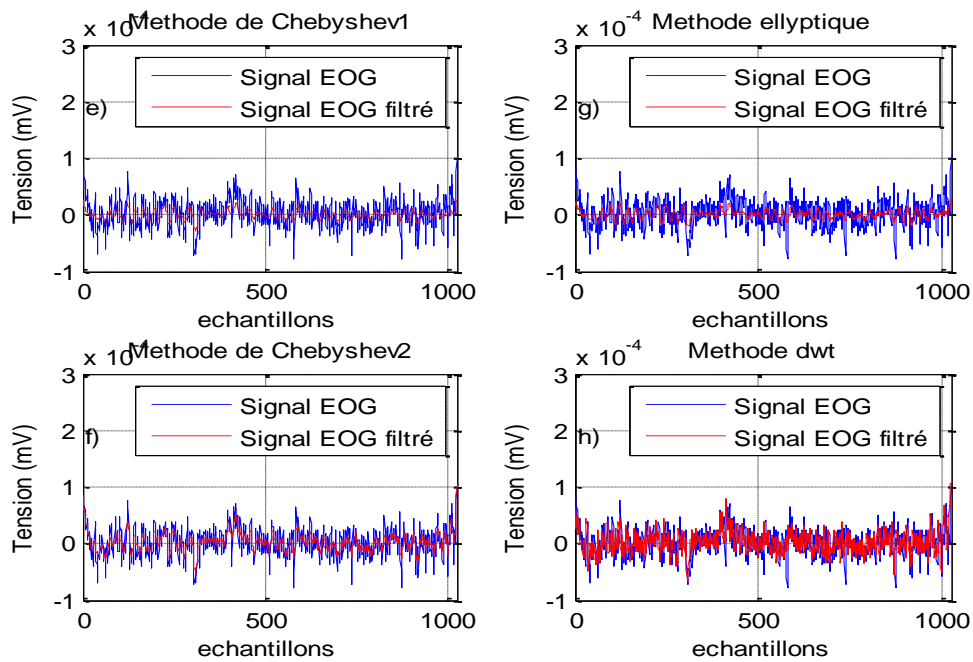 x 10-4
Methode de Chebyshev1
3
2
1
0
-1
Tension (mV)
e)
Signal EOG
Signal EOG filtré
0 500 1000
echantillons
x 10-4
Methode ellyptique
3
2
1
0
-1
Tension (mV)
g)
Signal EOG
Signal EOG filtré
0 500 1000
echantillons
x 10-4
Methode de Chebyshev2
3
2
1
0
-1
Tension (mV)
f)
Signal EOG
Signal EOG filtré
0 500 1000
echantillons
x 10-4
Methode dwt
3
2
1
0
-1
Tension (mV)
h)
Signal EOG
Signal EOG filtré
0 500 1000
echantillons